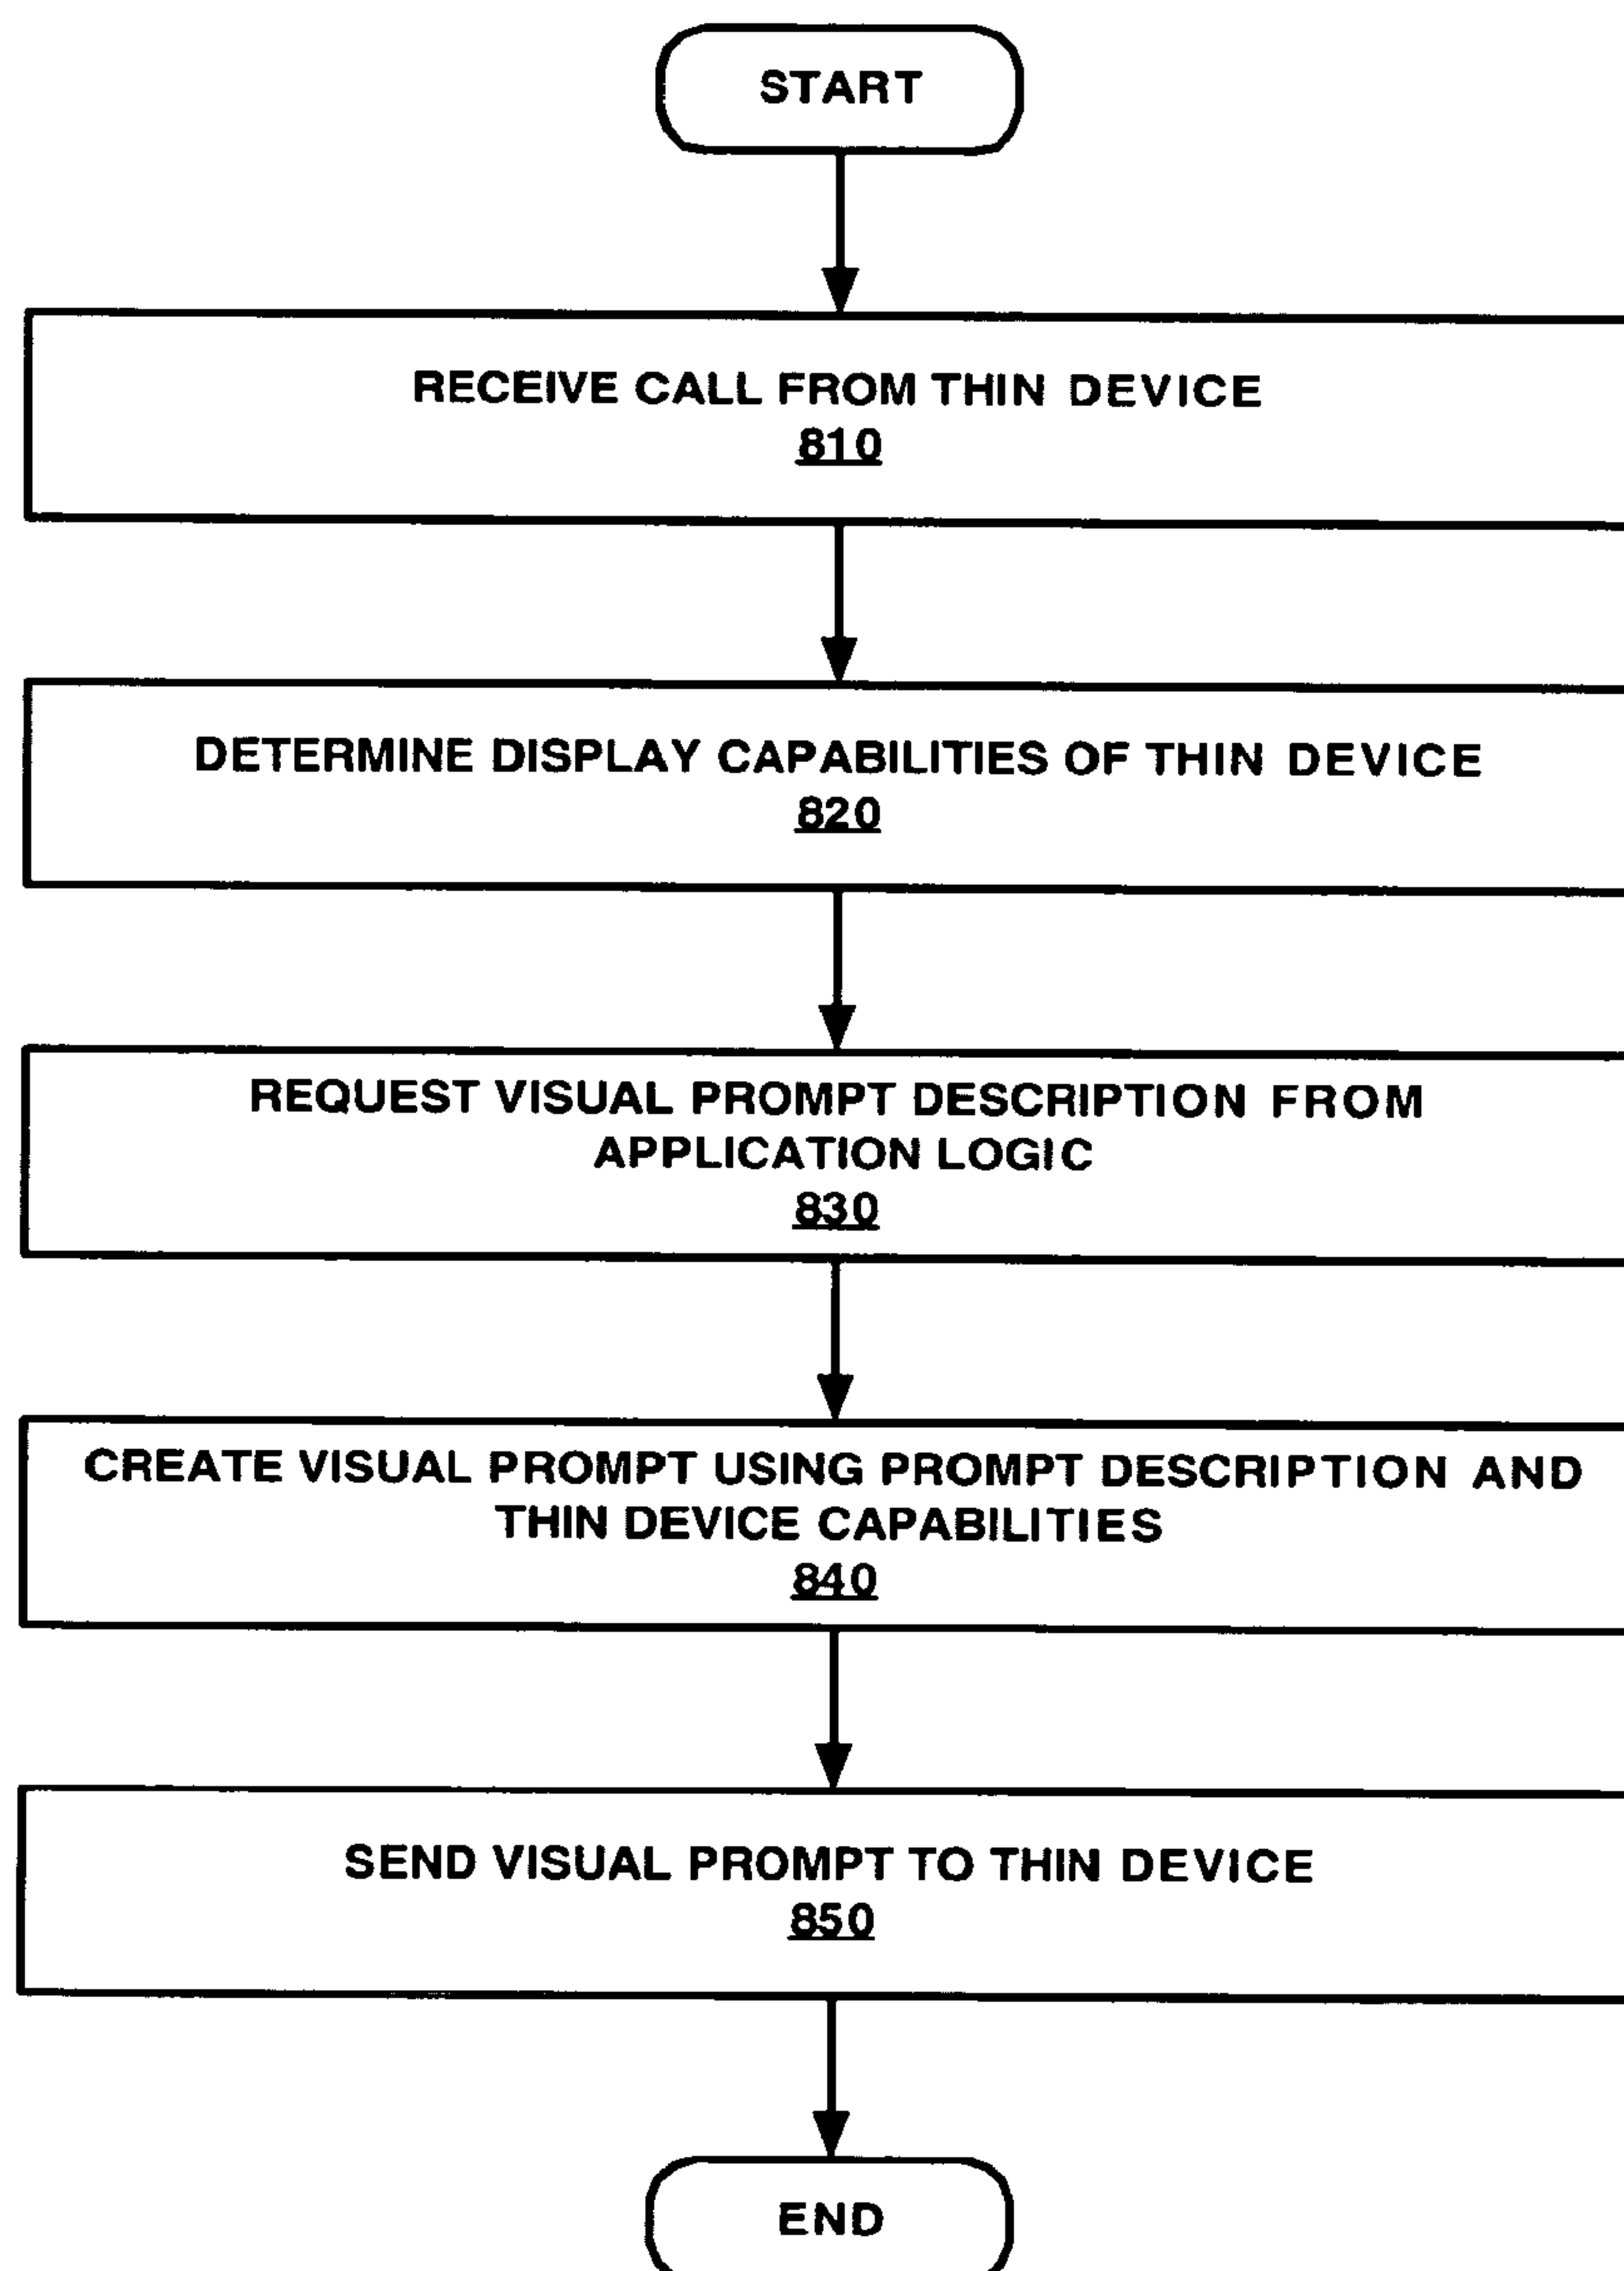 START
RECEIVE CALL FROM THIN DEVICE
810
DETERMINE DISPLAY CAPABILITIES OF THIN DEVICE
820
REQUEST VISUAL PROMPT DESCRIPTION FROM
APPLICATION LOGIC
830
CREATE VISUAL PROMPT USING PROMPT DESCRIPTION AND
THIN DEVICE CAPABILITIES
840
SEND VISUAL PROMPT TO THIN DEVICE
850
END